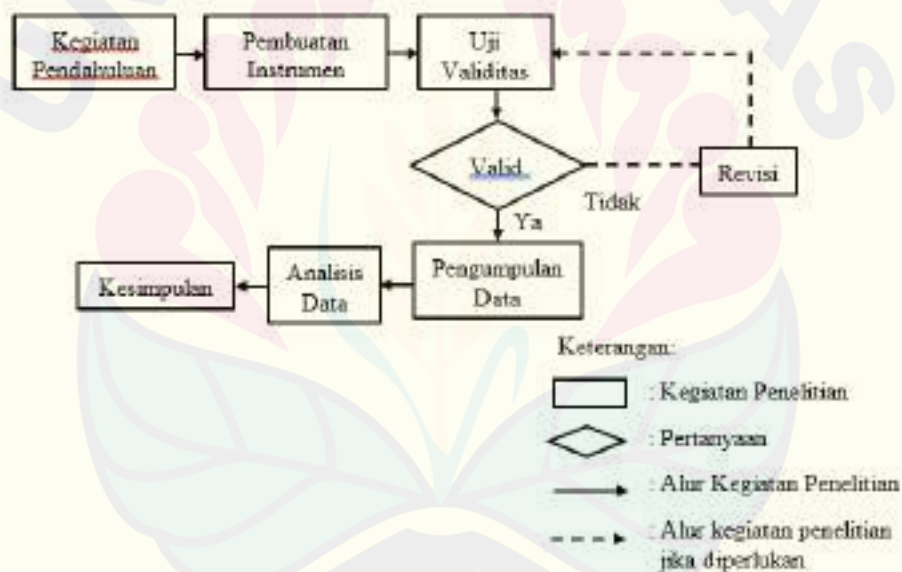 Kegiatan
Pendahuluan
Pembuatan
Instrumen
Uji
Validitas
Valid
Revisi
Tidak
Ya
Pengumpulan
Data
Analisis
Data
Kesimpulan
Keterangan:
: Kegiatan Penelitian
: Pertanyaan
: Alur Kegiatan Penelitian
: Alur kegiatan penelitian
jika diperlukan